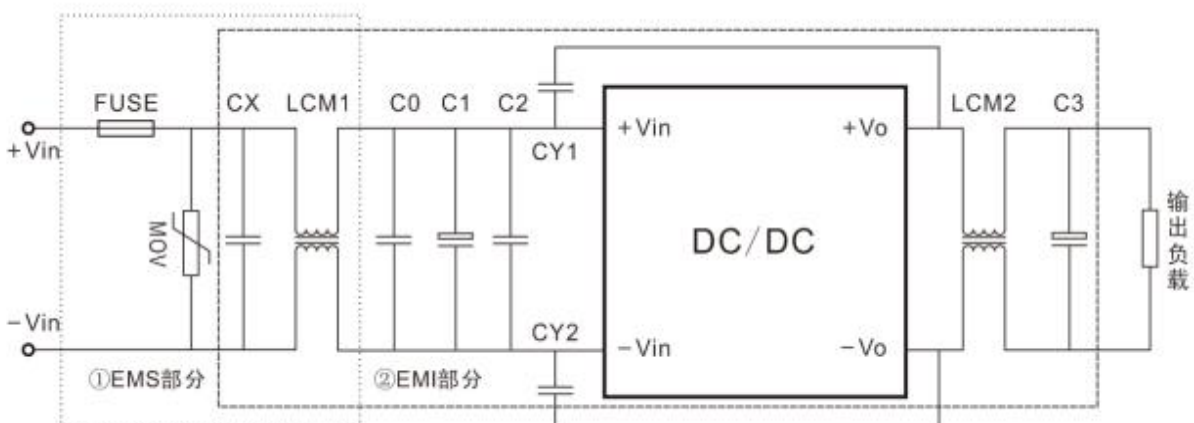 FUSE
CX
LCM1
C0
C1
C2
CY1
+Vin
-Vin
MOV
+Vin
+Vo
DC/DC
-Vin
-Vo
CY2
LCM2
C3
输出负载
①EMS部分
②EMI部分